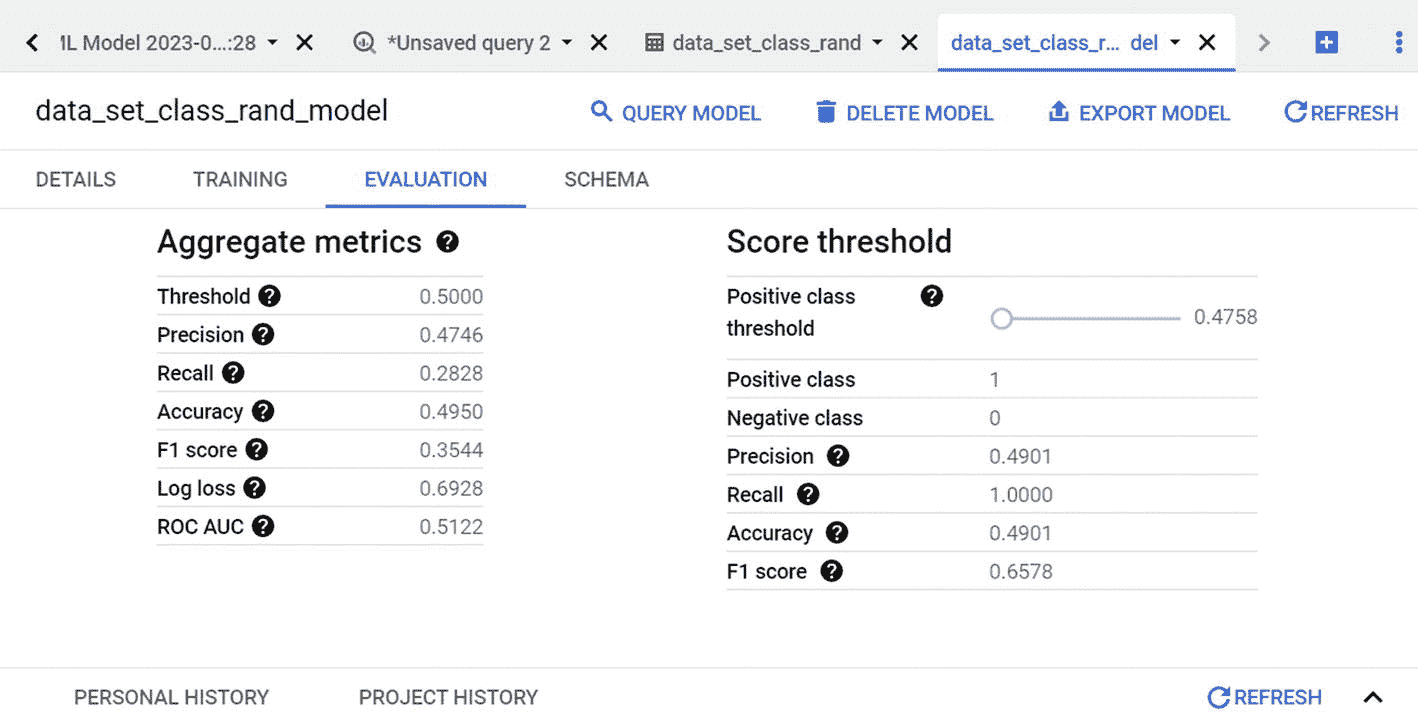 1L Model 2023-0...:28 *Unsaved query 2 data_set_class_rand data_set_class_r... del
data_set_class_rand_model QUERY MODEL DELETE MODEL EXPORT MODEL REFRESH
DETAILS TRAINING EVALUATION SCHEMA
Aggregate metrics
Threshold 0.5000
Precision 0.4746
Recall 0.2828
Accuracy 0.4950
F1 score 0.3544
Log loss 0.6928
ROC AUC 0.5122
Score threshold
Positive class
threshold 0.4758
Positive class 1
Negative class 0
Precision 0.4901
Recall 1.0000
Accuracy 0.4901
F1 score 0.6578
PERSONAL HISTORY PROJECT HISTORY REFRESH